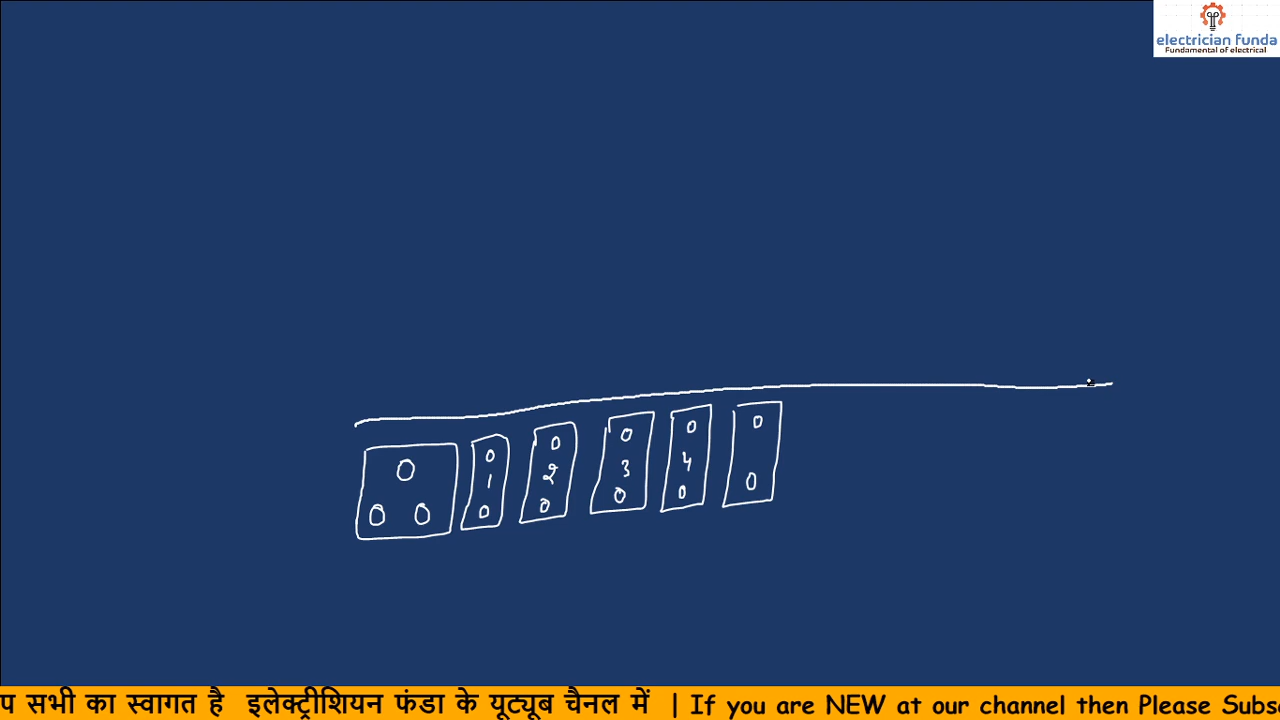 electrician funda
Fundamental of electrical
1 2 3 4
प सभी का स्वागत है इलेक्ट्रीशियन फंडा के यूट्यूब चैनल में | If you are NEW at our channel then Please Subs